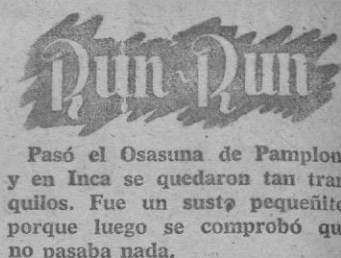 Run-Run
Pasó el Osasuna de Pamplon
y en Inca se quedaron tan tran
quilos. Fue un susto pequeñito
porque luego se comprobó qu
no pasaba nada.